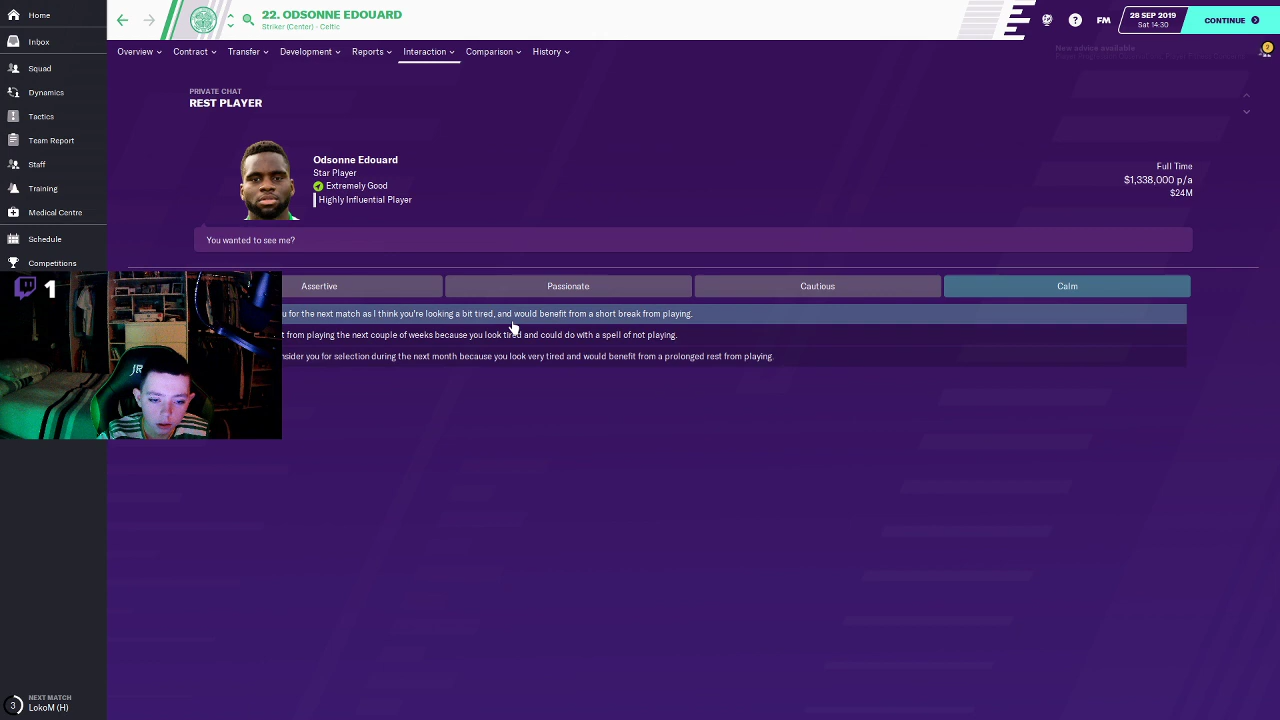 22. ODSONNE EDOUARD
Striker (Center) - Celtic
FM
28 SEP 2019
Sat 14:30
CONTINUE
Home
Inbox
Squad
Dynamics
Tactics
Team Report
Staff
Training
Medical Centre
Schedule
Competitions
Overview
Contract
Transfer
Development
Reports
Interaction
Comparison
History
New advice available
2
PRIVATE CHAT
REST PLAYER
Odsonne Edouard
Star Player
Extremely Good
Highly Influential Player
Full Time
$1,338,000 p/a
$24M
You wanted to see me?
Assertive
Passionate
Cautious
Calm
for the next match as I think you're looking a bit tired, and would benefit from a short break from playing.
from playing the next couple of weeks because you look tired and could do with a spell of not playing.
you for selection during the next month because you look very tired and would benefit from a prolonged rest from playing.
1
JR
3
NEXT MATCH
LokoM (H)